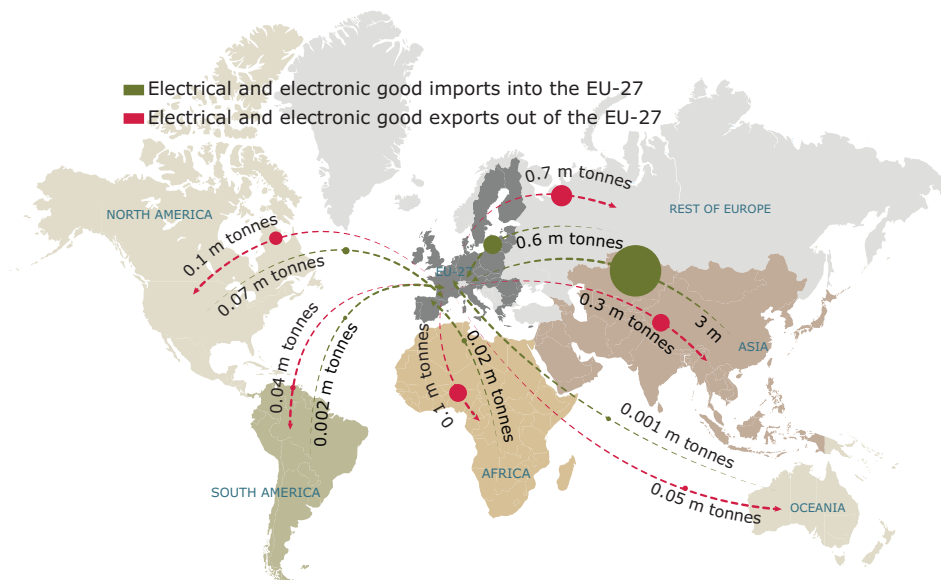 Electrical and electronic good imports into the EU-27
Electrical and electronic good exports out of the EU-27
0.7 m tonnes
NORTH AMERICA
REST OF EUROPE
0.1 m tonnes
0.6 m tonnes
0.07 m tonnes
EU-27
0.3 m tonnes
3 m
ASIA
0.04 m tonnes
0.002 m tonnes
0.1 m tonnes
0.02 m tonnes
0.001 m tonnes
AFRICA
SOUTH AMERICA
0.05 m tonnes
OCEANIA